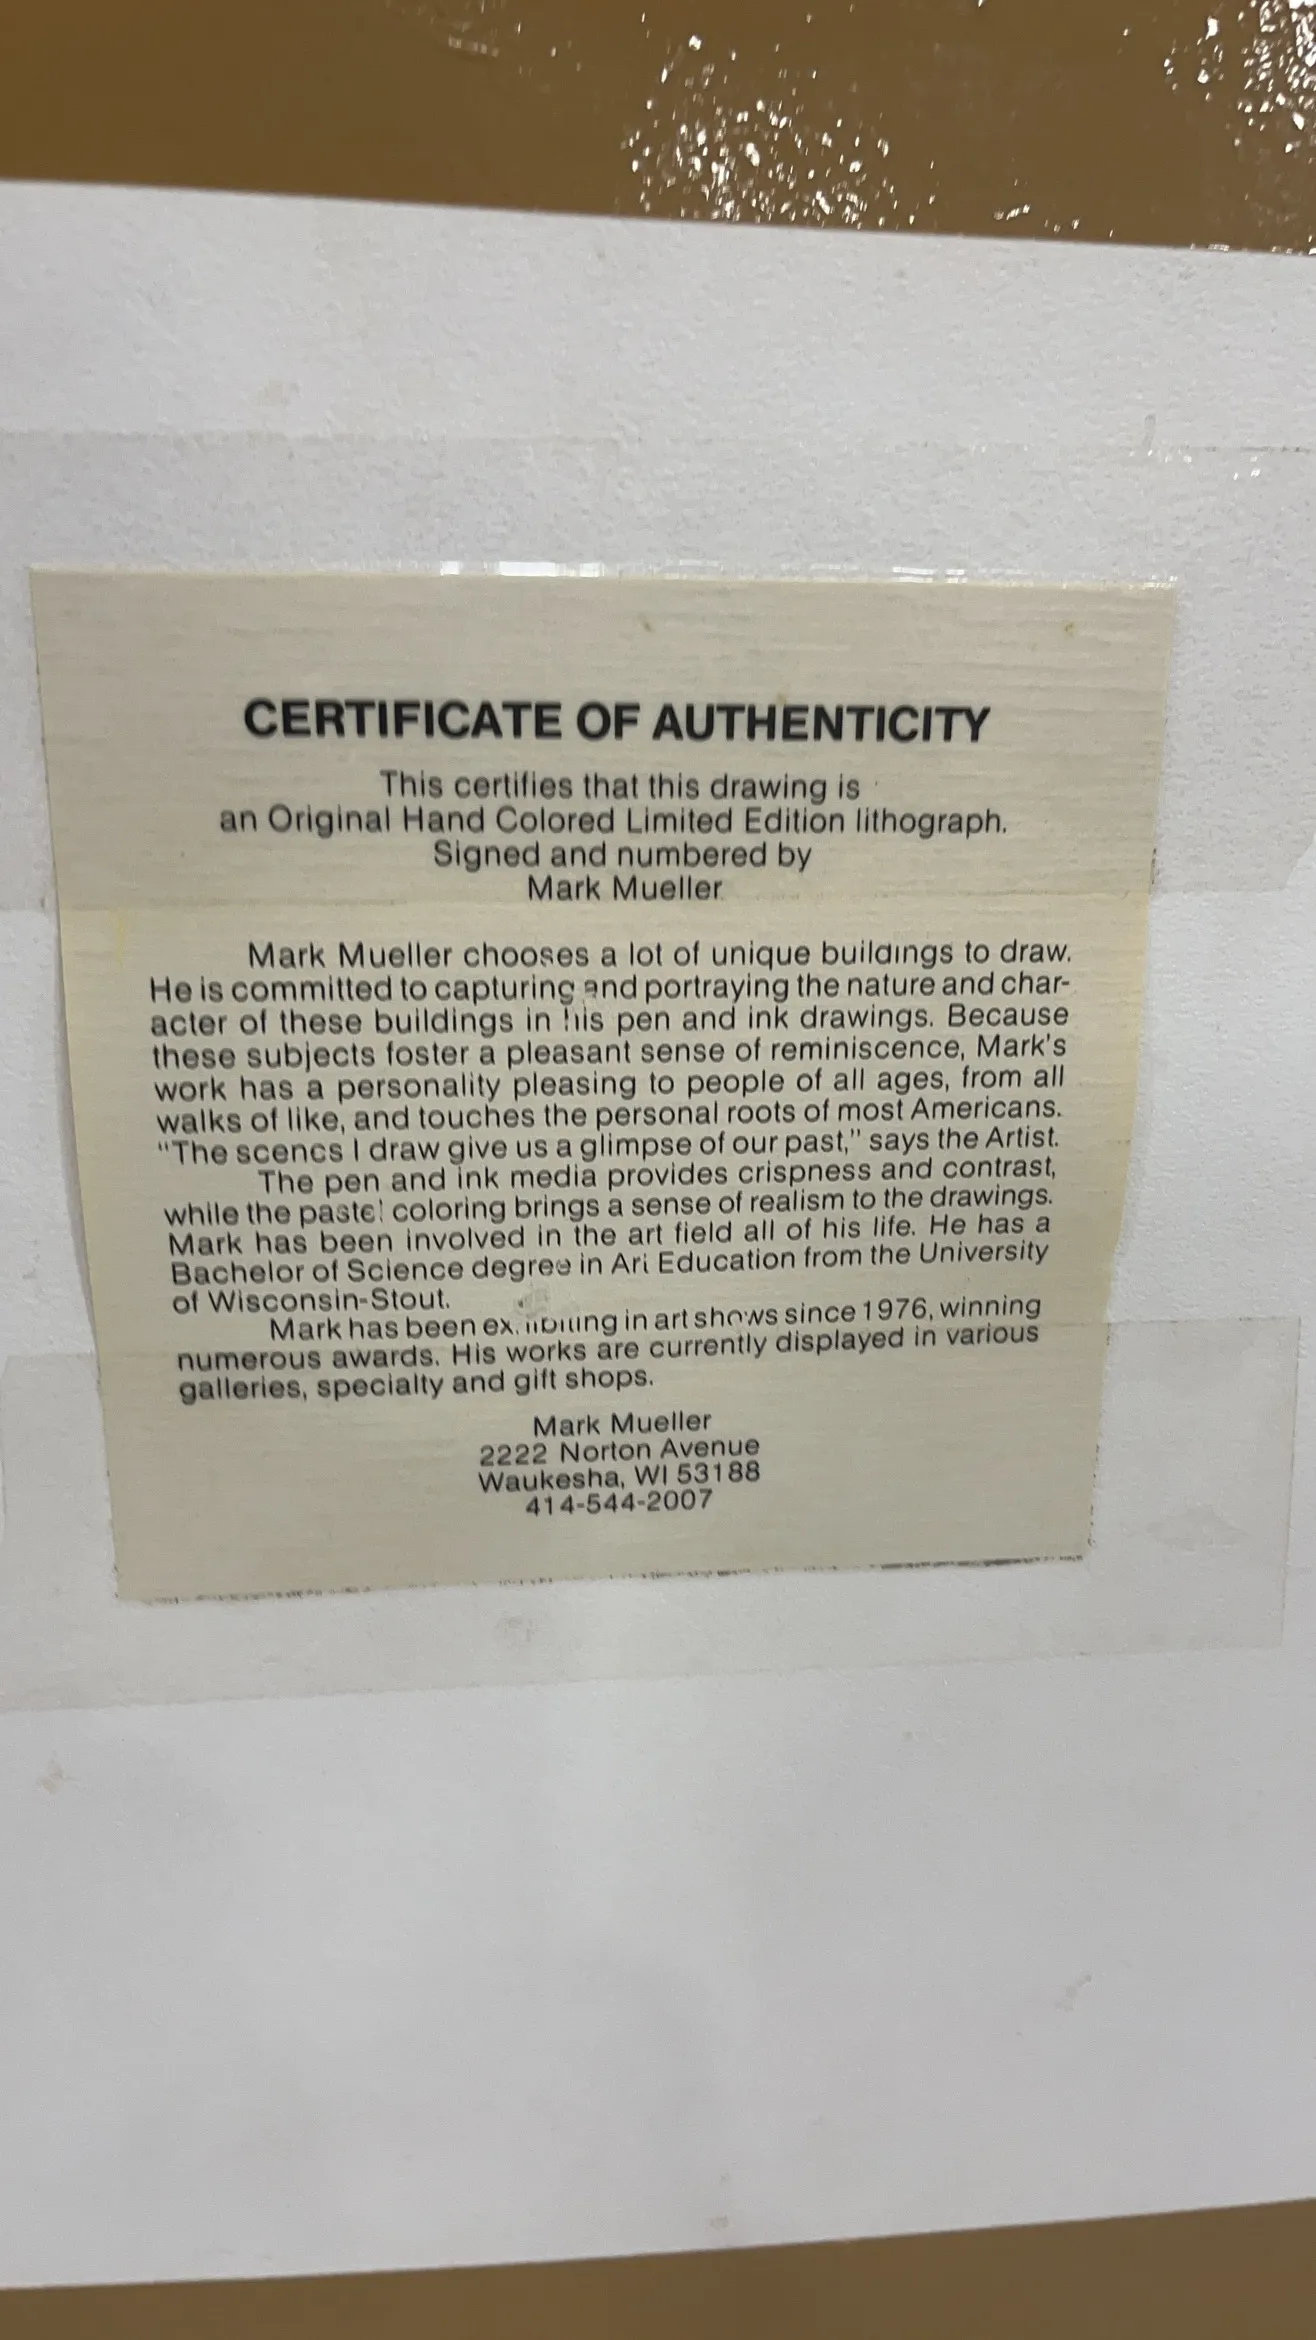 CERTIFICATE OF AUTHENTICITY
This certifies that this drawing is
an Original Hand Colored Limited Edition lithograph.
Signed and numbered by
Mark Mueller
Mark Mueller chooses a lot of unique buildings to draw.
He is committed to capturing and portraying the nature and char-
acter of these buildings in his pen and ink drawings. Because
these subjects foster a pleasant sense of reminiscence, Mark's
work has a personality pleasing to people of all ages, from all
walks of like, and touches the personal roots of most Americans.
"The scenes I draw give us a glimpse of our past," says the Artist.
The pen and ink media provides crispness and contrast,
while the pastel coloring brings a sense of realism to the drawings.
Mark has been involved in the art field all of his life. He has a
Bachelor of Science degree in Art Education from the University
of Wisconsin-Stout.
Mark has been exhibiting in art shows since 1976, winning
numerous awards. His works are currently displayed in various
galleries, specialty and gift shops.
Mark Mueller
2222 Norton Avenue
Waukesha, WI 53188
414-544-2007